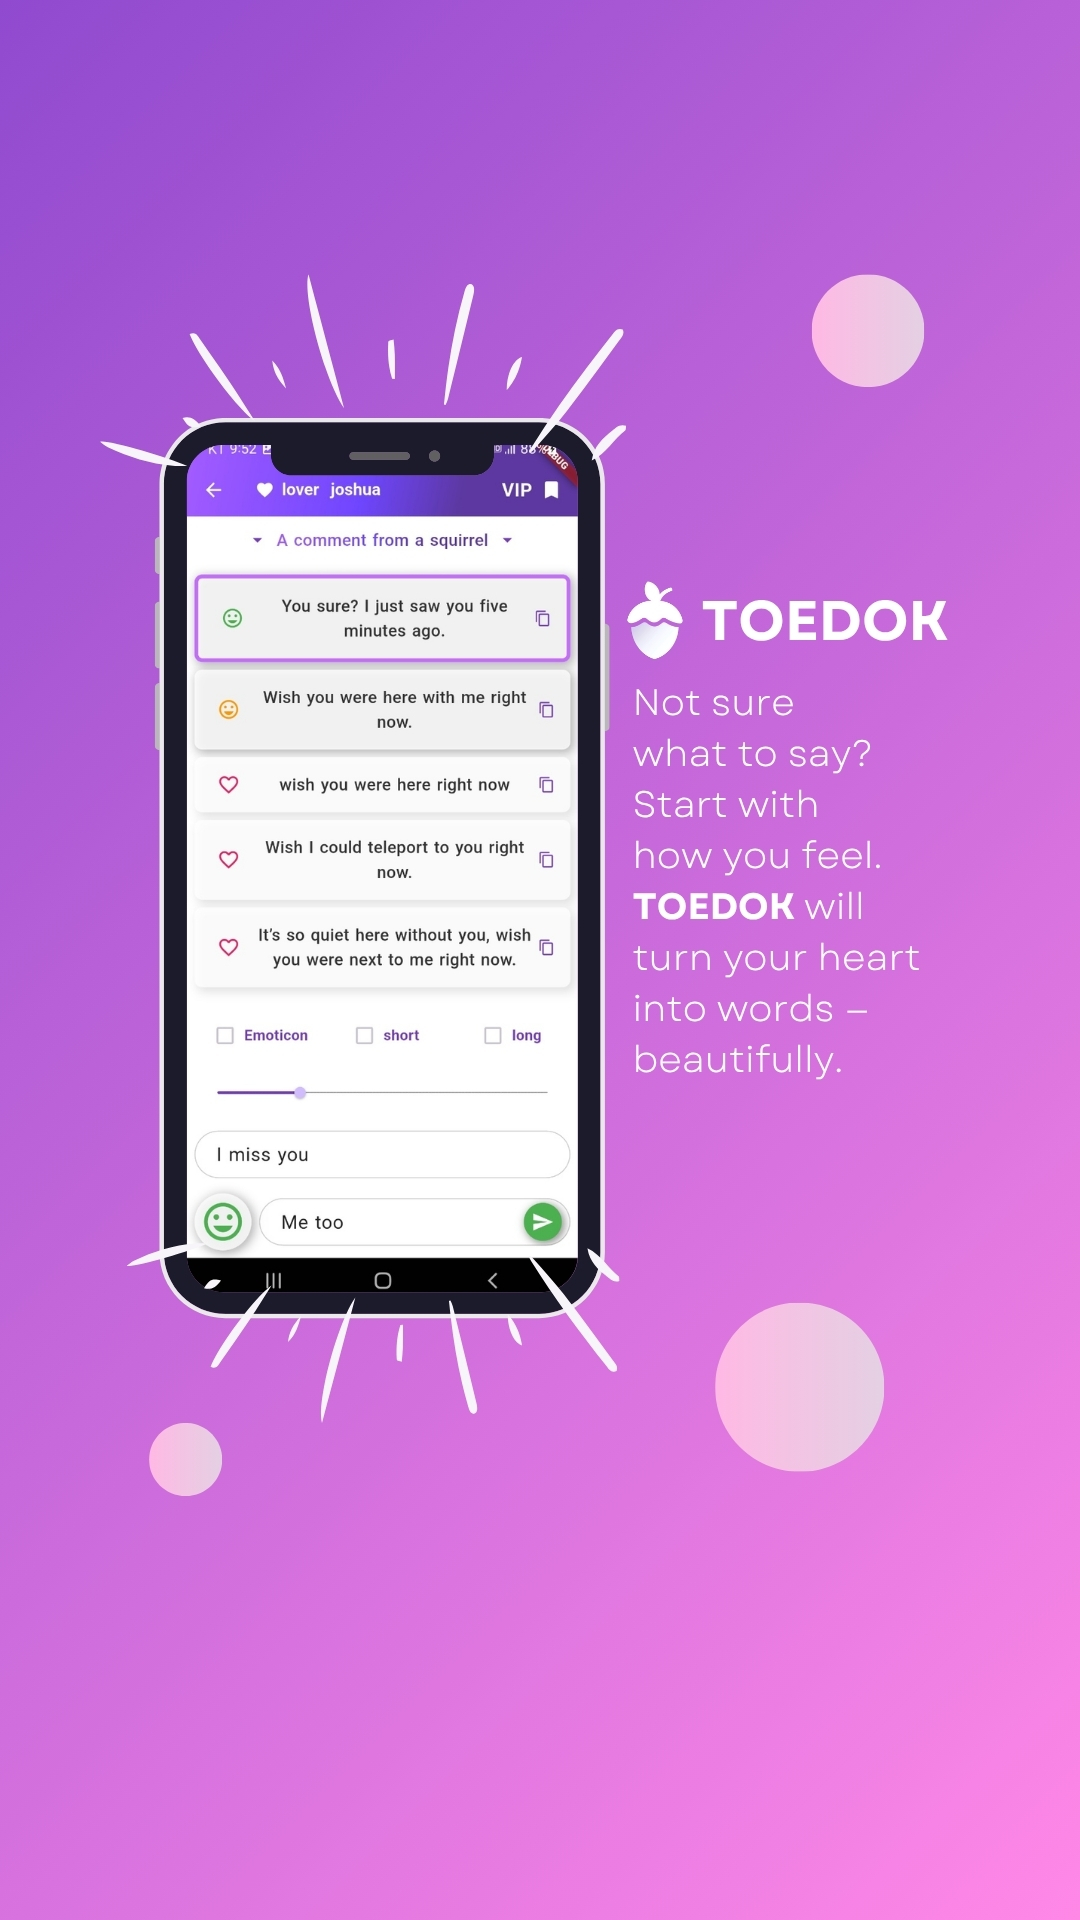 9:52
lover joshua
VIP
A comment from a squirrel
You sure? I just saw you five
minutes ago.
Wish you were here with me right
now.
wish you were here right now
Wish I could teleport to you right
now.
It's so quiet here without you, wish
you were next to me right now.
Emoticon short long
I miss you
Me too
TOEDOK
Not sure
what to say?
Start with
how you feel.
TOEDOK will
turn your heart
into words –
beautifully.